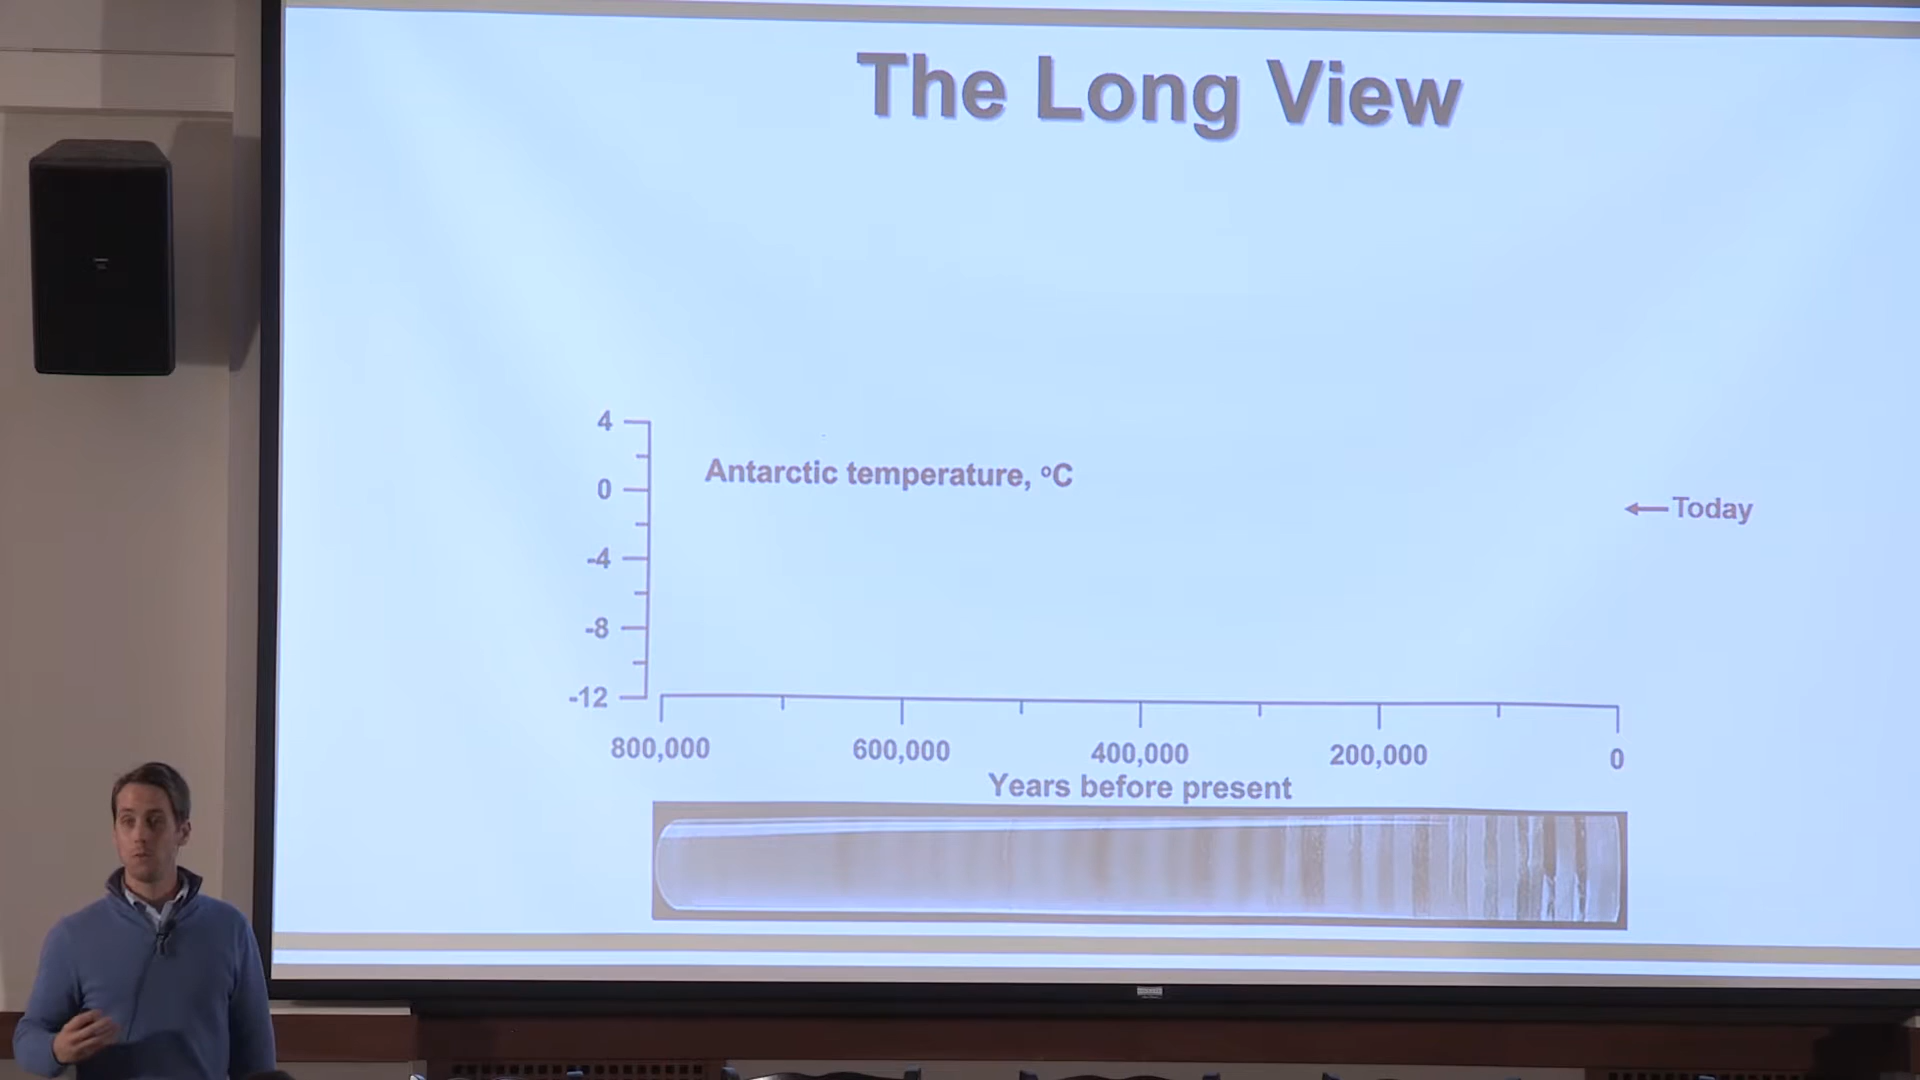 The Long View
4
Antarctic temperature, °C
0
Today
-4
-8
-12
800,000
600,000
400,000
200,000
0
Years before present